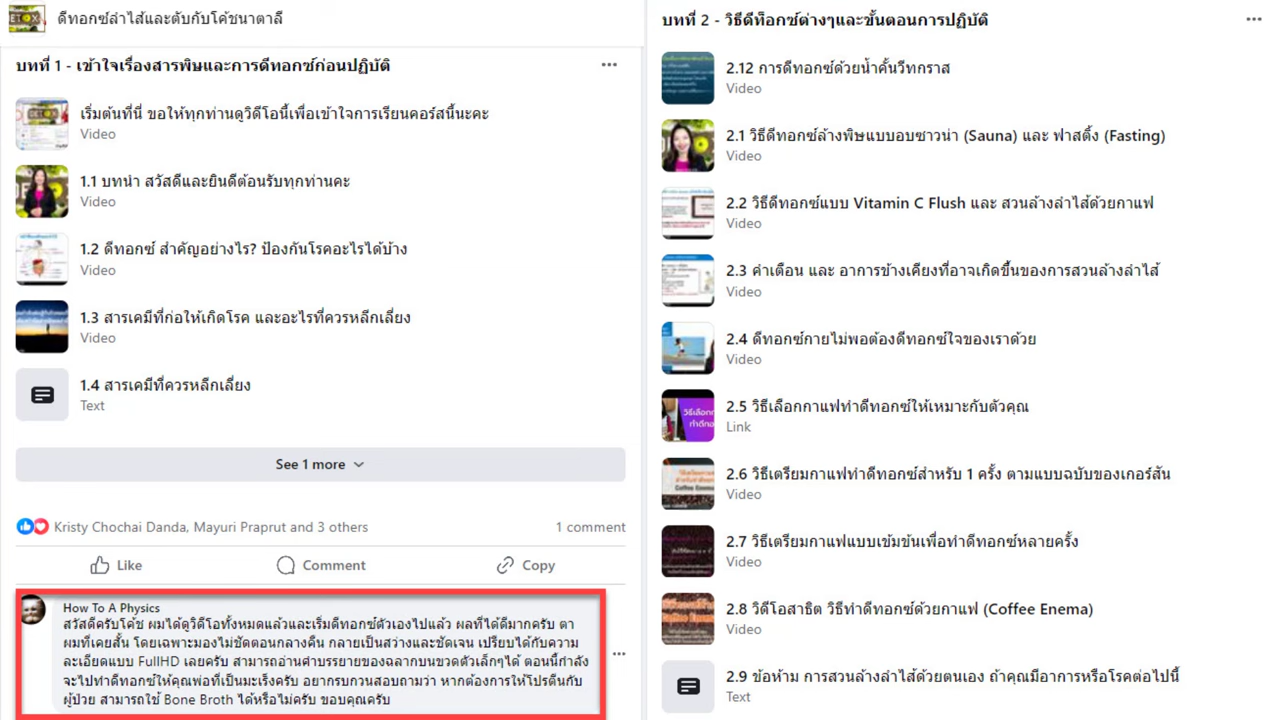 ดีทอกซ์ลำไส้และตับกับโค้ชนาตาลี
บทที่ 1 - เข้าใจเรื่องสารพิษและการดีทอกซ์ก่อนปฏิบัติ
เริ่มต้นที่นี่ ขอให้ทุกท่านดูวิดีโอนี้เพื่อเข้าใจการเรียนคอร์สนี้นะคะ
Video
1.1 บทนำ สวัสดีและยินดีต้อนรับทุกท่านคะ
Video
1.2 ดีทอกซ์ สำคัญอย่างไร? ป้องกันโรคอะไรได้บ้าง
Video
1.3 สารเคมีที่ก่อให้เกิดโรค และอะไรที่ควรหลีกเลี่ยง
Video
1.4 สารเคมีที่ควรหลีกเลี่ยง
Text
See 1 more
Kristy Chochai Danda, Mayuri Praprut and 3 others
1 comment
Like
Comment
Copy
How To A Physics
สวัสดีครับโค้ช ผมได้ดูวิดีโอทั้งหมดแล้วและเริ่มดีทอกซ์ตัวเองไปแล้ว ผลที่ได้ดีมากครับ ตา
ผมที่เคยสั้น โดยเฉพาะมองไม่ชัดตอนกลางคืน กลายเป็นสว่างและชัดเจน เปรียบได้กับความ
ละเอียดแบบ FullHD เลยครับ สามารถอ่านคำบรรยายของฉลากบนขวดตัวเล็กๆได้ ตอนนี้กำลัง
จะไปทำดีทอกซ์ให้คุณพ่อที่เป็นมะเร็งครับ อยากรบกวนสอบถามว่า หากต้องการให้โปรตีนกับ
ผู้ป่วย สามารถใช้ Bone Broth ได้หรือไม่ครับ ขอบคุณครับ
บทที่ 2 - วิธีดีท็อกซ์ต่างๆและขั้นตอนการปฏิบัติ
2.12 การดีทอกซ์ด้วยน้ำคั้นวีทกราส
Video
2.1 วิธีดีทอกซ์ล้างพิษแบบอบซาวน่า (Sauna) และ ฟาสติ้ง (Fasting)
Video
2.2 วิธีดีทอกซ์แบบ Vitamin C Flush และ สวนล้างลำไส้ด้วยกาแฟ
Video
2.3 คำเตือน และ อาการข้างเคียงที่อาจเกิดขึ้นของการสวนล้างลำไส้
Video
2.4 ดีทอกซ์กายไม่พอต้องดีทอกซ์ใจของเราด้วย
Video
2.5 วิธีเลือกกาแฟทำดีทอกซ์ให้เหมาะกับตัวคุณ
Link
2.6 วิธีเตรียมกาแฟทำดีทอกซ์สำหรับ 1 ครั้ง ตามแบบฉบับของเกอร์สัน
Video
2.7 วิธีเตรียมกาแฟแบบเข้มข้นเพื่อทำดีทอกซ์หลายครั้ง
Video
2.8 วิดีโอสาธิต วิธีทำดีทอกซ์ด้วยกาแฟ (Coffee Enema)
Video
2.9 ข้อห้าม การสวนล้างลำไส้ด้วยตนเอง ถ้าคุณมีอาการหรือโรคต่อไปนี้
Text